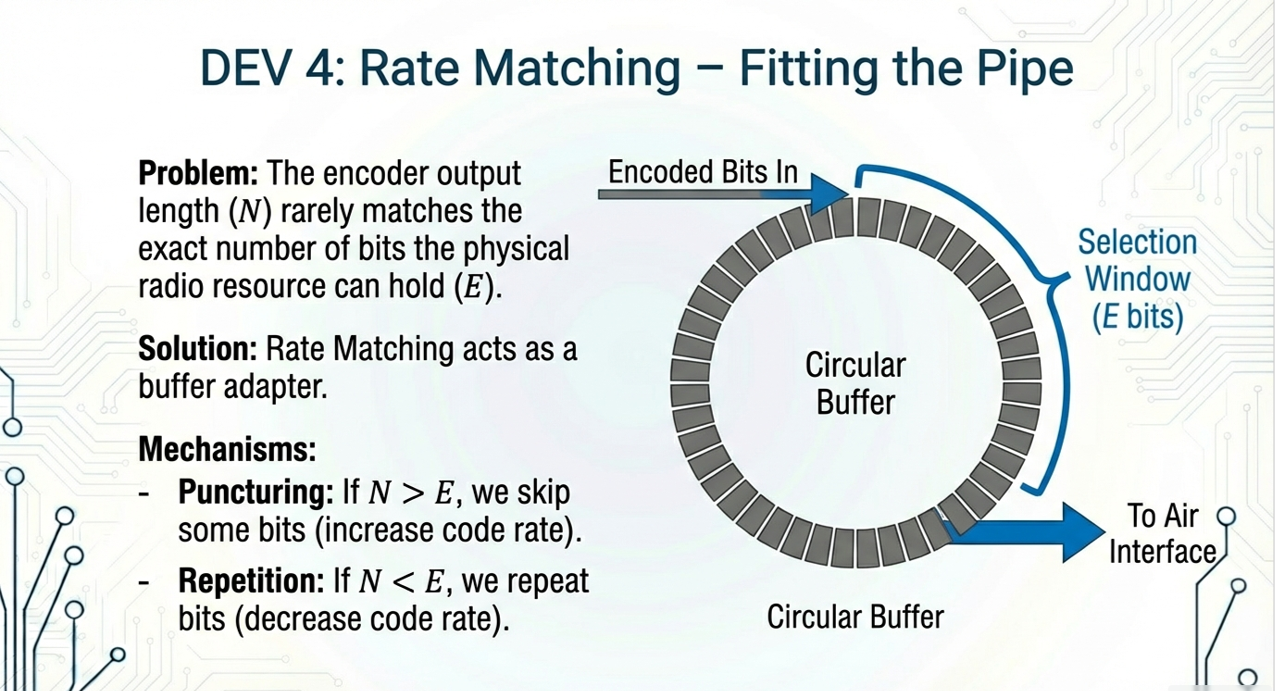 DEV 4: Rate Matching – Fitting the Pipe
Problem: The encoder output
length (N) rarely matches the
exact number of bits the physical
radio resource can hold (E).
Solution: Rate Matching acts as a
buffer adapter.
Mechanisms:
- Puncturing: If N > E, we skip
some bits (increase code rate).
- Repetition: If N < E, we repeat
bits (decrease code rate).
Encoded Bits In
Selection
Window
(E bits)
Circular
Buffer
To Air
Interface
Circular Buffer